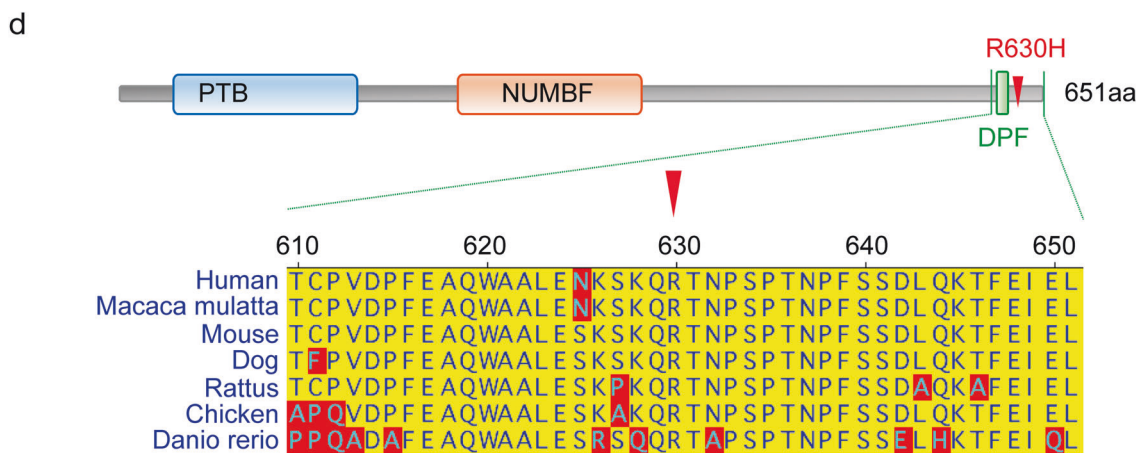 d
R630H
PTB NUMBF 651aa
DPF
610 620 630 640 650
Human TCPVDPFEAQWAALENKSKQRTNPSPTNPFSSDLQKTFEIEL
Macaca mulatta TCPVDPFEAQWAALENKSKQRTNPSPTNPFSSDLQKTFEIEL
Mouse TCPVDPFEAQWAALESKSKQRTNPSPTNPFSSDLQKTFEIEL
Dog TFPVDPFEAQWAALESKSKQRTNPSPTNPFSSDLQKTFEIEL
Rattus TCPVDPFEAQWAALESKPKQRTNPSPTNPFSSDAQKAFEIEL
Chicken APQVDPFEAQWAALESKAKQRTNPSPTNPFSSDLQKTFEIEL
Danio rerio PPQADAFEAQWAALESRSQQRTAPSPTNPFSSELHKTFEIQL